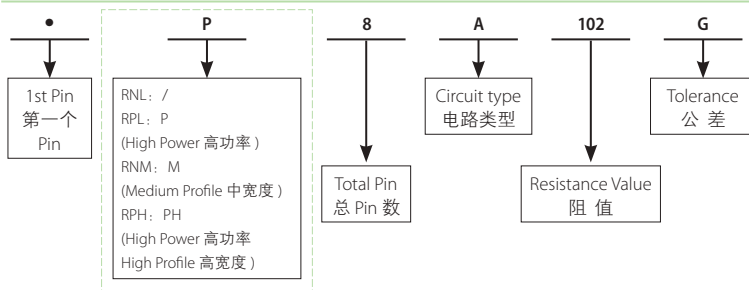 • P 8 A 102 G
1st Pin
第一个
Pin
RNL：/
RPL：P
(High Power 高功率 )
RNM：M
(Medium Profile 中宽度 )
RPH：PH
(High Power 高功率
High Profile 高宽度 )
Total Pin
总 Pin 数
Circuit type
电路类型
Resistance Value
阻 值
Tolerance
公 差